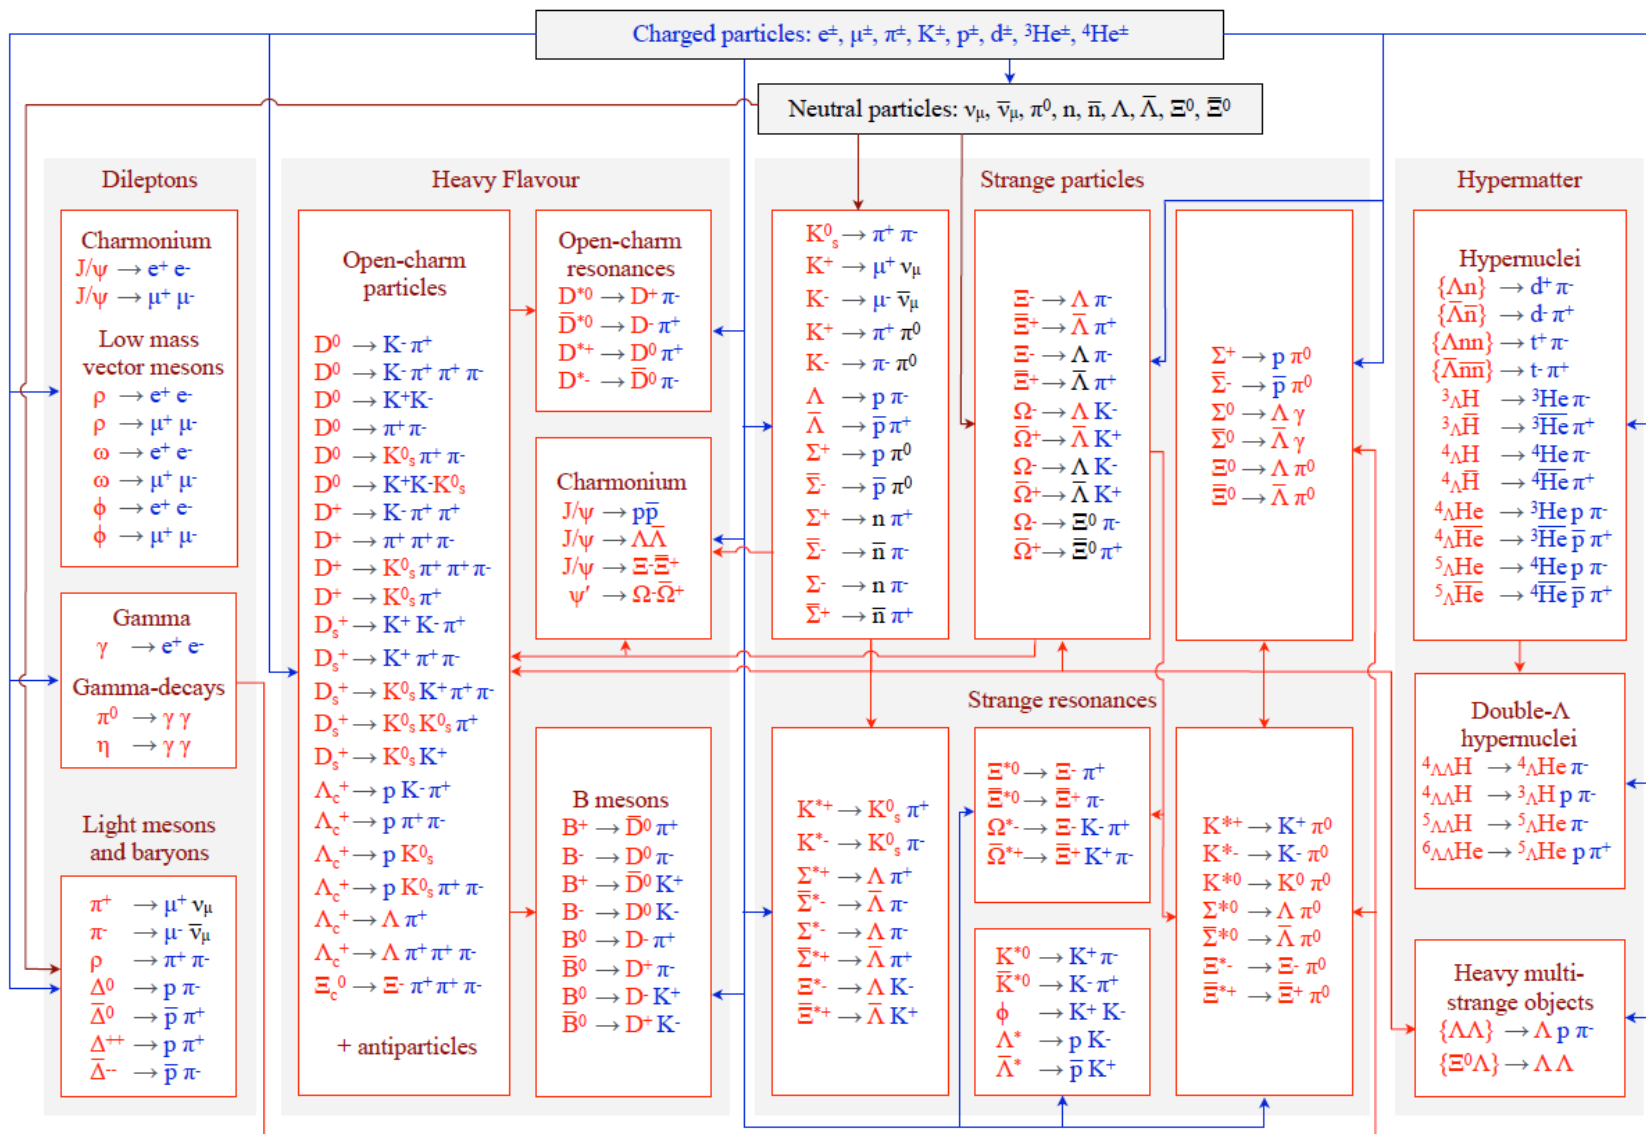 Charged particles: e±, μ±, π±, K±, p±, d±, ³He±, ⁴He±
Neutral particles: νμ, ν̅μ, π⁰, n, n̅, Λ, Λ̅, Ξ⁰, Ξ̅⁰
Dileptons
Charmonium
J/ψ → e⁺ e⁻
J/ψ → μ⁺ μ⁻
Low mass
vector mesons
ρ → e⁺ e⁻
ρ → μ⁺ μ⁻
ω → e⁺ e⁻
ω → μ⁺ μ⁻
ϕ → e⁺ e⁻
ϕ → μ⁺ μ⁻
Gamma
γ → e⁺ e⁻
Gamma-decays
π⁰ → γ γ
η → γ γ
Light mesons
and baryons
π⁺ → μ⁺ νμ
π⁻ → μ⁻ ν̅μ
ρ → π⁺ π⁻
Δ⁰ → p π⁻
Δ̅⁰ → p̅ π⁺
Δ⁺⁺ → p π⁺
Δ̅⁻⁻ → p̅ π⁻
Heavy Flavour
Open-charm
particles
D⁰ → K⁻ π⁺
D⁰ → K⁻ π⁺ π⁺ π⁻
D⁰ → K⁺K⁻
D⁰ → π⁺ π⁻
D⁰ → K⁰s π⁺ π⁻
D⁰ → K⁺K⁻K⁰s
D⁺ → K⁻ π⁺ π⁺
D⁺ → π⁺ π⁺ π⁻
D⁺ → K⁰s π⁺ π⁺ π⁻
D⁺ → K⁰s π⁺
Ds⁺ → K⁺ K⁻ π⁺
Ds⁺ → K⁺ π⁺ π⁻
Ds⁺ → K⁰s K⁺ π⁺ π⁻
Ds⁺ → K⁰s K⁰s π⁺
Ds⁺ → K⁰s K⁺
Λc⁺ → p K⁻ π⁺
Λc⁺ → p π⁺ π⁻
Λc⁺ → p K⁰s
Λc⁺ → p K⁰s π⁺ π⁻
Λc⁺ → Λ π⁺
Λc⁺ → Λ π⁺ π⁺ π⁻
Ξc⁰ → Ξ⁻ π⁺ π⁺ π⁻
+ antiparticles
Open-charm
resonances
D*⁰ → D⁺ π⁻
D̅*⁰ → D⁻ π⁺
D*⁺ → D⁰ π⁺
D*⁻ → D̅⁰ π⁻
Charmonium
J/ψ → pp̅
J/ψ → ΛΛ̅
J/ψ → Ξ⁻Ξ̅⁺
ψ′ → Ω⁻Ω̅⁺
B mesons
B⁺ → D̅⁰ π⁺
B⁻ → D⁰ π⁻
B⁺ → D̅⁰ K⁺
B⁻ → D⁰ K⁻
B⁰ → D⁻ π⁺
B̅⁰ → D⁺ π⁻
B⁰ → D⁻ K⁺
B̅⁰ → D⁺ K⁻
Strange particles
K⁰s → π⁺ π⁻
K⁺ → μ⁺ νμ
K⁻ → μ⁻ ν̅μ
K⁺ → π⁺ π⁰
K⁻ → π⁻ π⁰
Λ → p π⁻
Λ̅ → p̅ π⁺
Σ⁺ → p π⁰
Σ̅⁻ → p̅ π⁰
Σ⁺ → n π⁺
Σ̅⁻ → n̅ π⁻
Σ⁻ → n π⁻
Σ̅⁺ → n̅ π⁺
Ξ⁻ → Λ π⁻
Ξ̅⁺ → Λ̅ π⁺
Ξ⁻ → Λ π⁻
Ξ̅⁺ → Λ̅ π⁺
Ω⁻ → Λ K⁻
Ω̅⁺ → Λ̅ K⁺
Ω⁻ → Λ K⁻
Ω̅⁺ → Λ̅ K⁺
Ω⁻ → Ξ⁰ π⁻
Ω̅⁺ → Ξ̅⁰ π⁺
Σ⁺ → p π⁰
Σ̅⁻ → p̅ π⁰
Σ⁰ → Λ γ
Σ̅⁰ → Λ̅ γ
Ξ⁰ → Λ π⁰
Ξ̅⁰ → Λ̅ π⁰
Strange resonances
K*⁺ → K⁰s π⁺
K*⁻ → K⁰s π⁻
Σ*⁺ → Λ π⁺
Σ̅*⁻ → Λ̅ π⁻
Σ*⁻ → Λ π⁻
Σ̅*⁺ → Λ̅ π⁺
Ξ*⁻ → Λ K⁻
Ξ̅*⁺ → Λ̅ K⁺
Ξ*⁰ → Ξ⁻ π⁺
Ξ̅*⁰ → Ξ̅⁺ π⁻
Ω*⁻ → Ξ⁻ K⁻ π⁺
Ω̅*⁺ → Ξ̅⁺ K⁺ π⁻
K*⁰ → K⁺ π⁻
K̅*⁰ → K⁻ π⁺
ϕ → K⁺ K⁻
Λ* → p K⁻
Λ̅* → p̅ K⁺
K*⁺ → K⁺ π⁰
K*⁻ → K⁻ π⁰
K*⁰ → K⁰ π⁰
Σ*⁰ → Λ π⁰
Σ̅*⁰ → Λ̅ π⁰
Ξ*⁻ → Ξ⁻ π⁰
Ξ̅*⁺ → Ξ̅⁺ π⁰
Hypermatter
Hypernuclei
{Λn} → d⁺ π⁻
{Λ̅n̅} → d⁻ π⁺
{Λnn} → t⁺ π⁻
{Λ̅n̅n̅} → t⁻ π⁺
³ΛH → ³He π⁻
³ΛH̅ → ³H̅e̅ π⁺
⁴ΛH → ⁴He π⁻
⁴ΛH̅ → ⁴H̅e̅ π⁺
⁴ΛHe → ³He p π⁻
⁴ΛH̅e̅ → ³H̅e̅ p̅ π⁺
⁵ΛHe → ⁴He p π⁻
⁵ΛH̅e̅ → ⁴H̅e̅ p̅ π⁺
Double-Λ
hypernuclei
⁴ΛΛH → ⁴ΛHe π⁻
⁴ΛΛH → ³ΛH p π⁻
⁵ΛΛH → ⁵ΛHe π⁻
⁶ΛΛHe → ⁵ΛHe p π⁺
Heavy multi-
strange objects
{ΛΛ} → Λ p π⁻
{Ξ⁰Λ} → Λ Λ